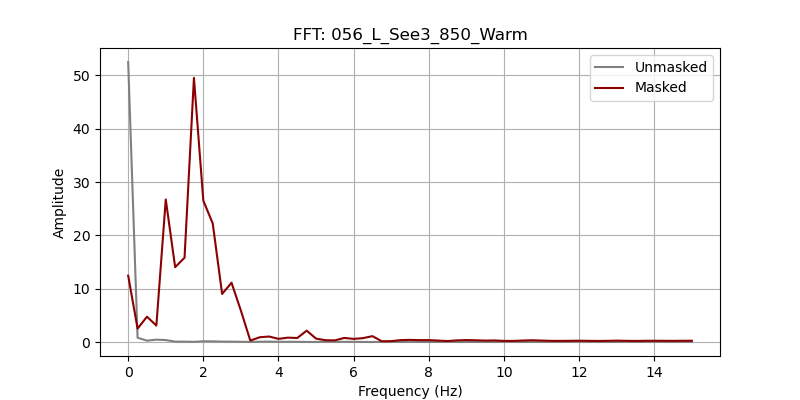 FFT: 056_L_See3_850_Warm
Unmasked
Masked
Amplitude
50
40
30
20
10
0
0 2 4 6 8 10 12 14
Frequency (Hz)